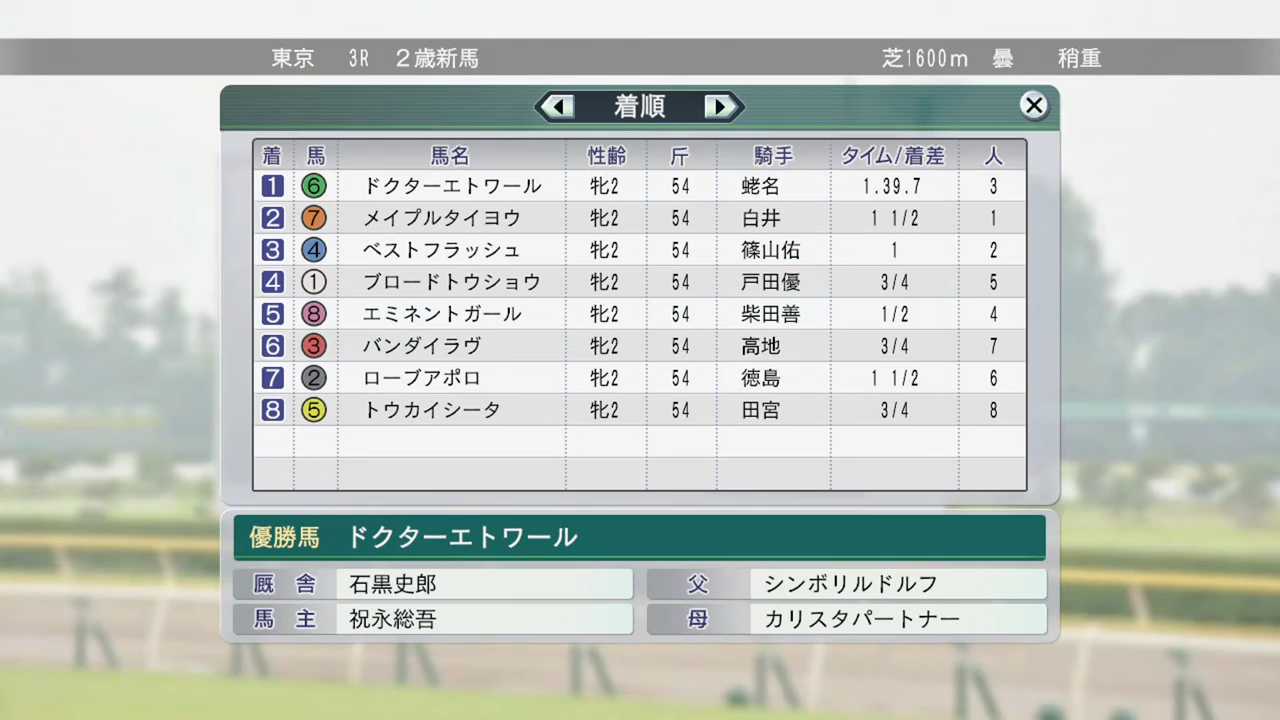 東京 3R 2歳新馬 芝1600m 曇 稍重
着順
着 馬 馬名 性齢 斤 騎手 タイム/着差 人
1 6 ドクターエトワール 牝2 54 蛯名 1.39.7 3
2 7 メイプルタイヨウ 牝2 54 白井 1 1/2 1
3 4 ベストフラッシュ 牝2 54 篠山佑 1 2
4 1 ブロードトウショウ 牝2 54 戸田優 3/4 5
5 8 エミネントガール 牝2 54 柴田善 1/2 4
6 3 バンダイラヴ 牝2 54 高地 3/4 7
7 2 ローブアポロ 牝2 54 徳島 1 1/2 6
8 5 トウカイシータ 牝2 54 田宮 3/4 8
優勝馬 ドクターエトワール
厩舎 石黒史郎 父 シンボリルドルフ
馬主 祝永総吾 母 カリスタパートナー